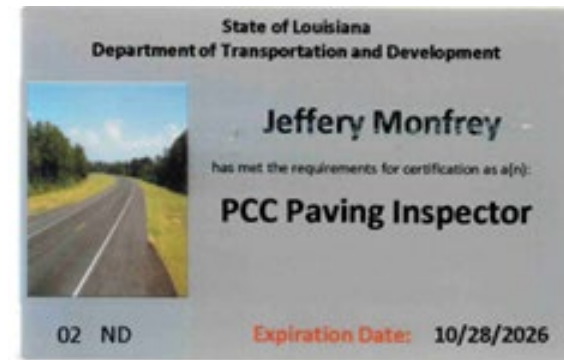 State of Louisiana
Department of Transportation and Development
Jeffery Monfrey
has met the requirements for certification as a(n):
PCC Paving Inspector
02 ND
Expiration Date: 10/28/2026